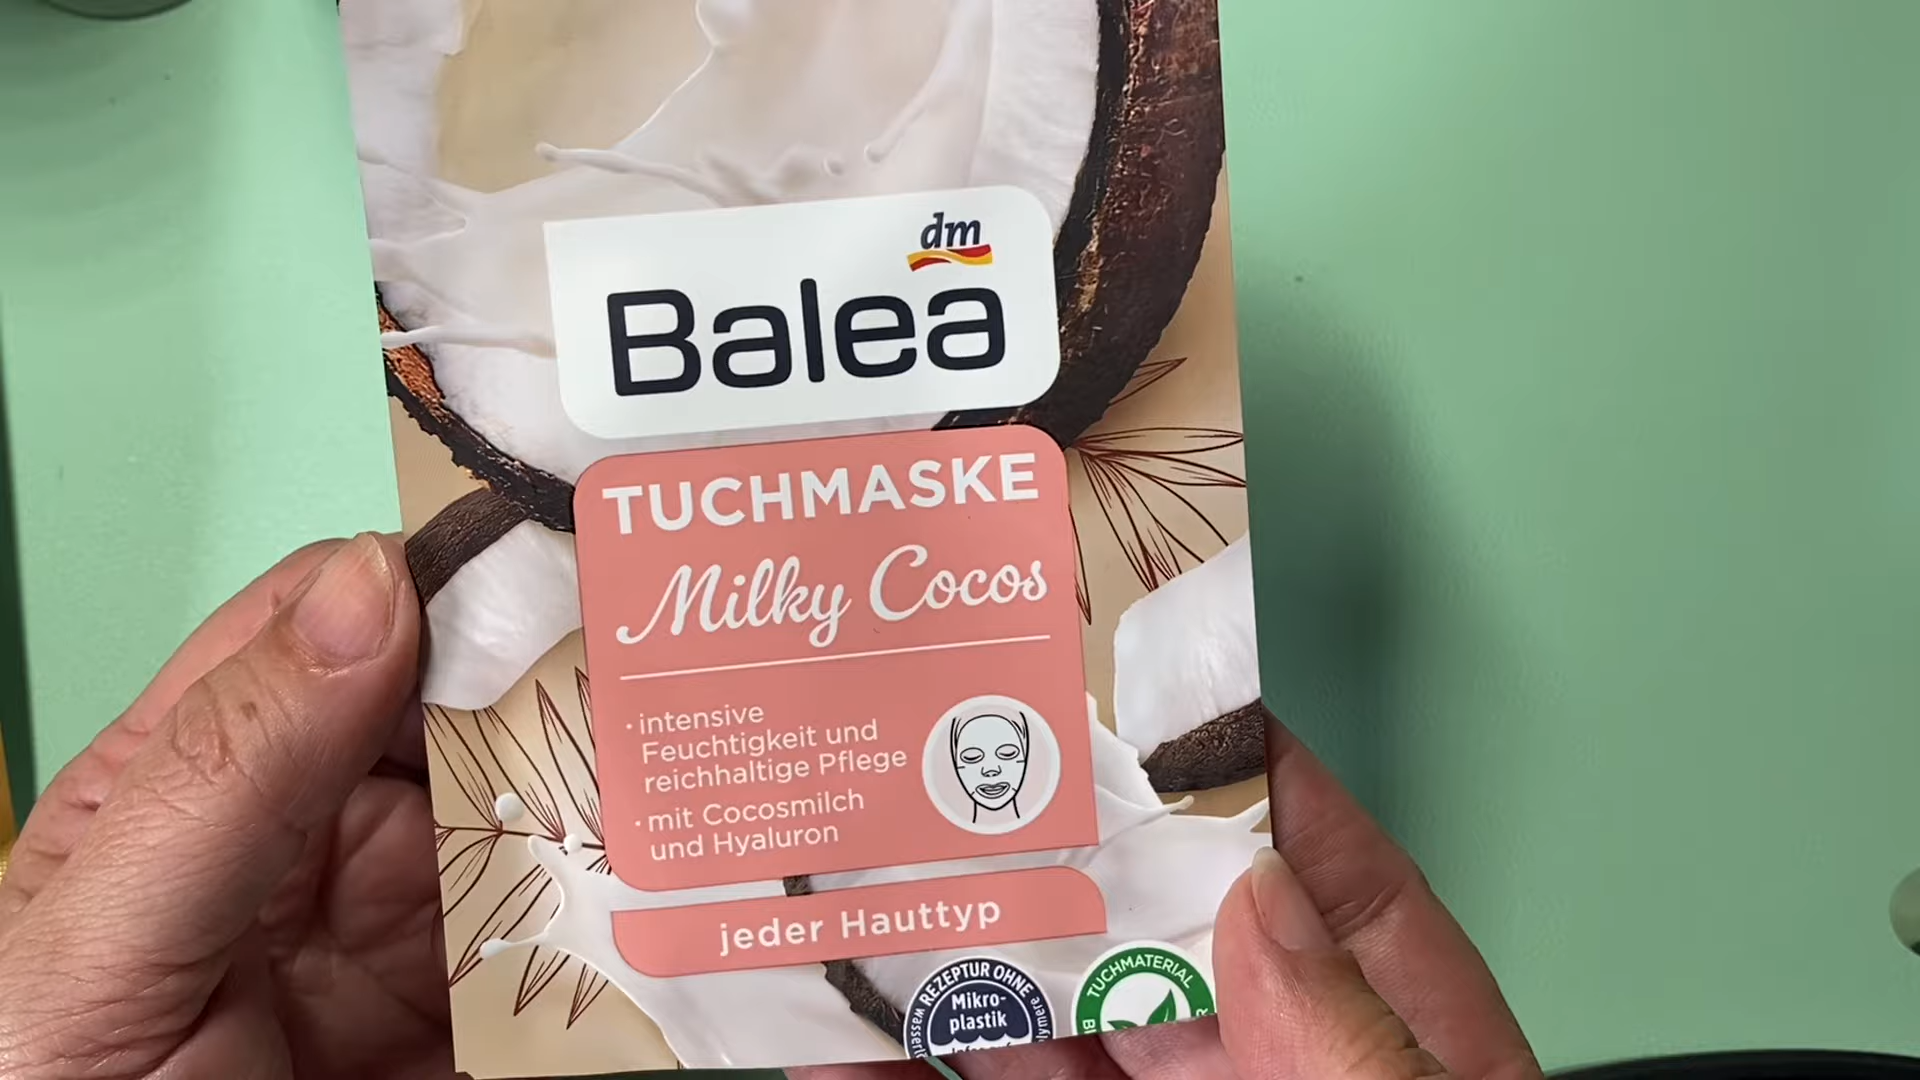 dm
Balea
TUCHMASKE
Milky Cocos
· intensive
Feuchtigkeit und
reichhaltige Pflege
· mit Cocosmilch
und Hyaluron
jeder Hauttyp
REZEPTUR OHNE
Mikro-
plastik
TUCHMATERIAL